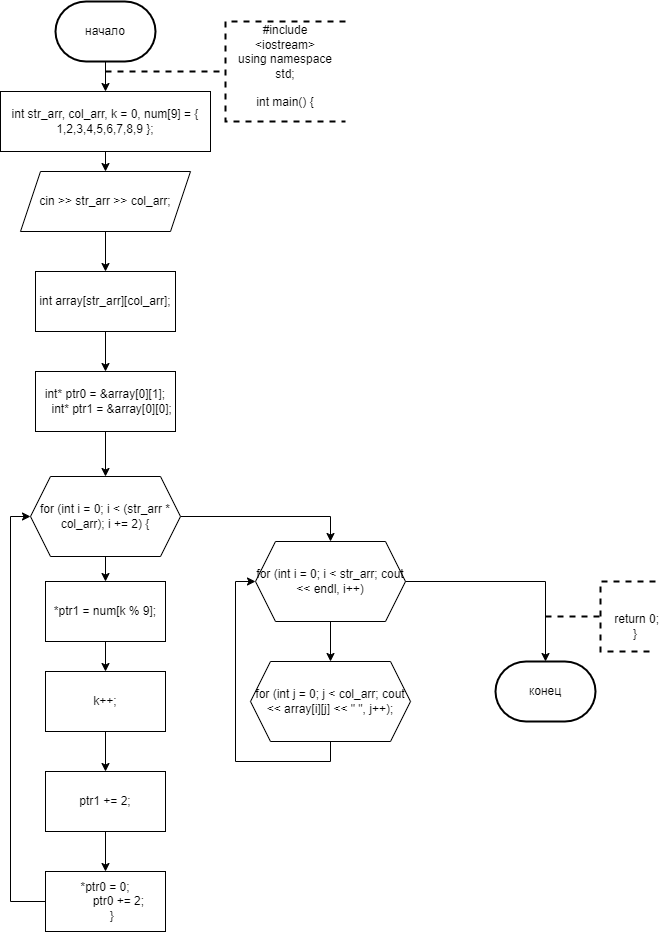 начало
#include
<iostream>
using namespace
std;
int main() {
int str_arr, col_arr, k = 0, num[9] = {
1,2,3,4,5,6,7,8,9 };
cin >> str_arr >> col_arr;
int array[str_arr][col_arr];
int* ptr0 = &array[0][1];
int* ptr1 = &array[0][0];
for (int i = 0; i < (str_arr *
col_arr); i += 2) {
*ptr1 = num[k % 9];
k++;
ptr1 += 2;
*ptr0 = 0;
ptr0 += 2;
}
for (int i = 0; i < str_arr; cout
<< endl, i++)
for (int j = 0; j < col_arr; cout
<< array[i][j] << " ", j++);
return 0;
}
конец